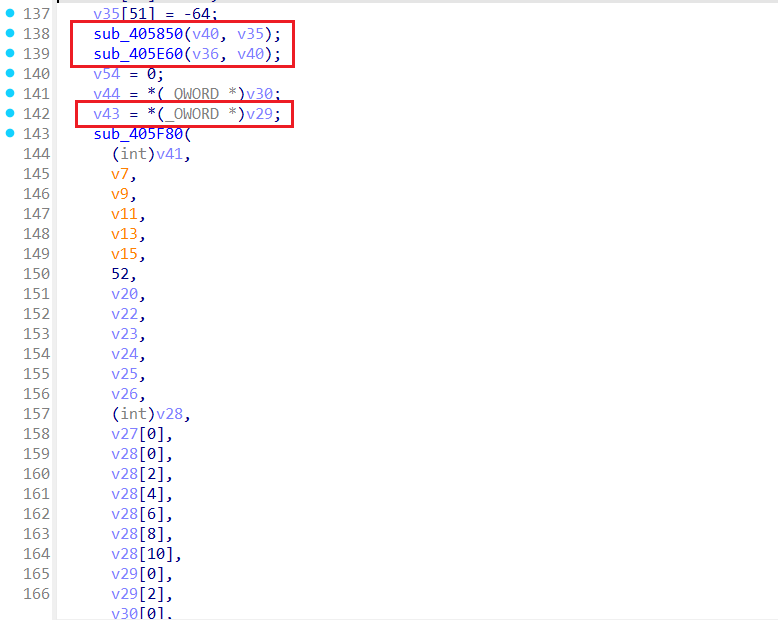 137 v35[51] = -64;
138 sub_405850(v40, v35);
139 sub_405E60(v36, v40);
140 v54 = 0;
141 v44 = *(_QWORD *)v30;
142 v43 = *(_OWORD *)v29;
143 sub_405F80(
144 (int)v41,
145 v7,
146 v9,
147 v11,
148 v13,
149 v15,
150 52,
151 v20,
152 v22,
153 v23,
154 v24,
155 v25,
156 v26,
157 (int)v28,
158 v27[0],
159 v28[0],
160 v28[2],
161 v28[4],
162 v28[6],
163 v28[8],
164 v28[10],
165 v29[0],
166 v29[2],
v30[0],